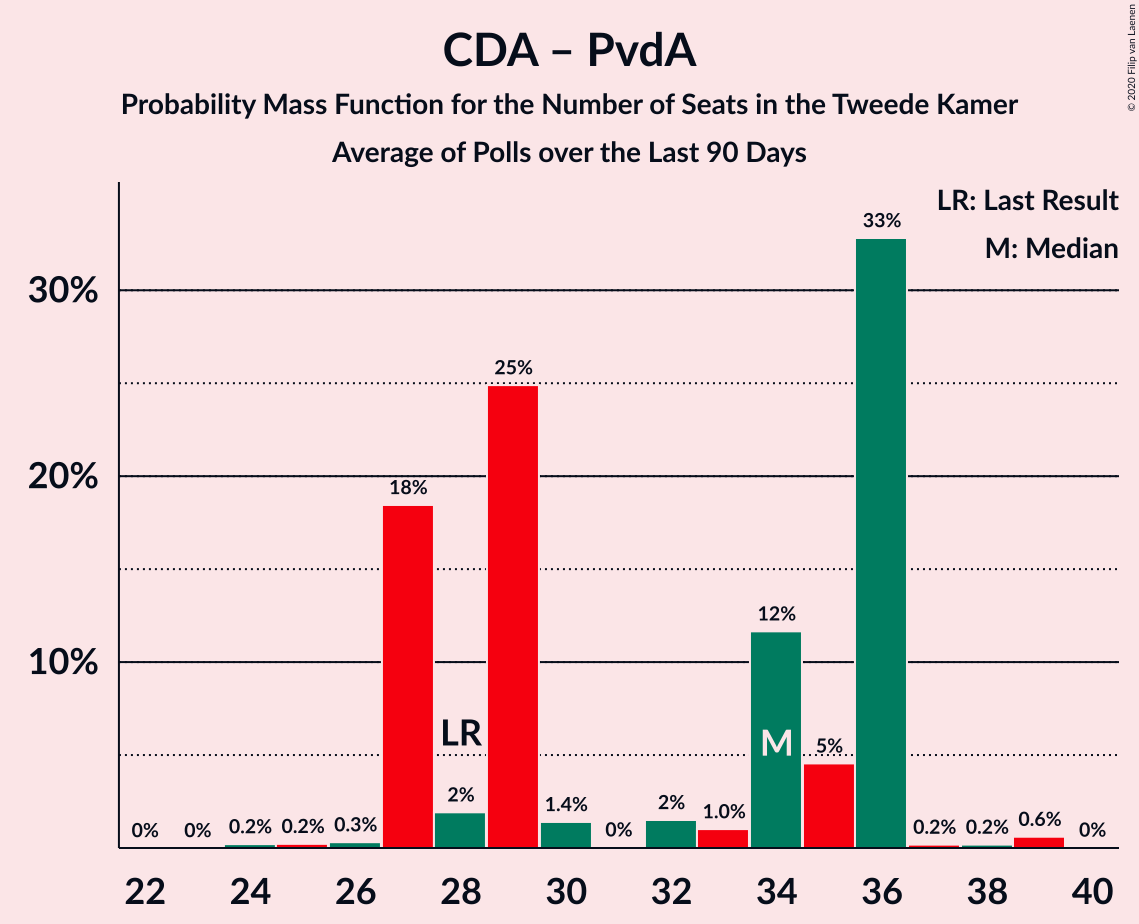 CDA – PvdA
Probability Mass Function for the Number of Seats in the Tweede Kamer
Average of Polls over the Last 90 Days
© 2020 Filip van Laenen
LR: Last Result
M: Median
30%
20%
10%
0%
0%
0.2%
0.2%
0.3%
18%
2%
25%
1.4%
0%
2%
1.0%
12%
5%
33%
0.2%
0.2%
0.6%
0%
LR
M
22 24 26 28 30 32 34 36 38 40